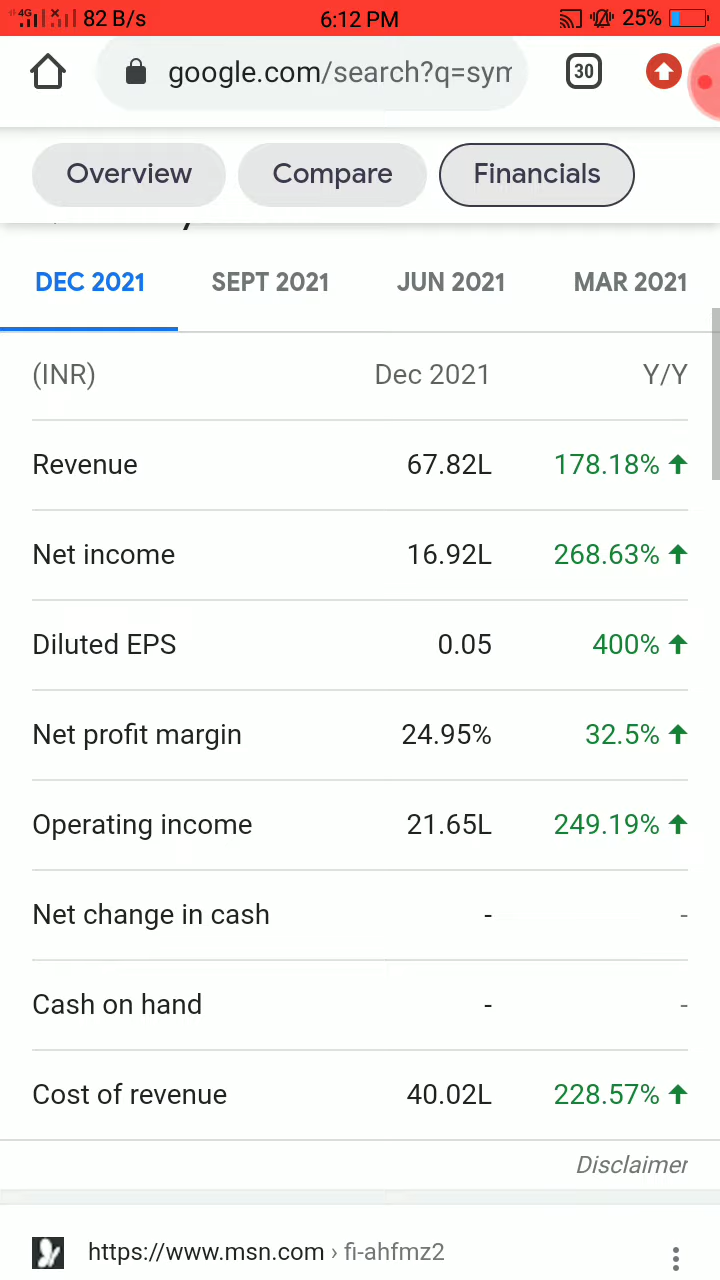 4G 82 B/s 6:12 PM 25%
google.com/search?q=sym 30
Overview Compare Financials
DEC 2021 SEPT 2021 JUN 2021 MAR 2021
(INR) Dec 2021 Y/Y
Revenue 67.82L 178.18%
Net income 16.92L 268.63%
Diluted EPS 0.05 400%
Net profit margin 24.95% 32.5%
Operating income 21.65L 249.19%
Net change in cash - -
Cash on hand - -
Cost of revenue 40.02L 228.57%
Disclaimer
https://www.msn.com › fi-ahfmz2